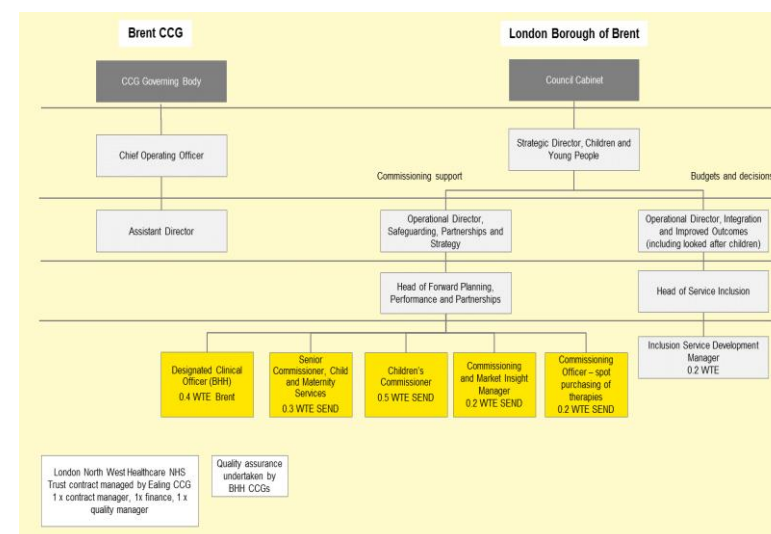 Brent CCG
London Borough of Brent
CCG Governing Body
Council Cabinet
Chief Operating Officer
Strategic Director, Children and
Young People
Commissioning support
Budgets and decisions
Assistant Director
Operational Director,
Safeguarding, Partnerships and
Strategy
Operational Director, Integration
and Improved Outcomes
(including looked after children)
Head of Forward Planning,
Performance and Partnerships
Head of Service Inclusion
Designated Clinical
Officer (BHH)
0.4 WTE Brent
Senior
Commissioner, Child
and Maternity
Services
0.3 WTE SEND
Children's
Commissioner
0.5 WTE SEND
Commissioning
and Market Insight
Manager
0.2 WTE SEND
Commissioning
Officer – spot
purchasing of
therapies
0.2 WTE SEND
Inclusion Service Development
Manager
0.2 WTE
London North West Healthcare NHS
Trust contract managed by Ealing CCG
1 x contract manager, 1x finance, 1 x
quality manager
Quality assurance
undertaken by
BHH CCGs